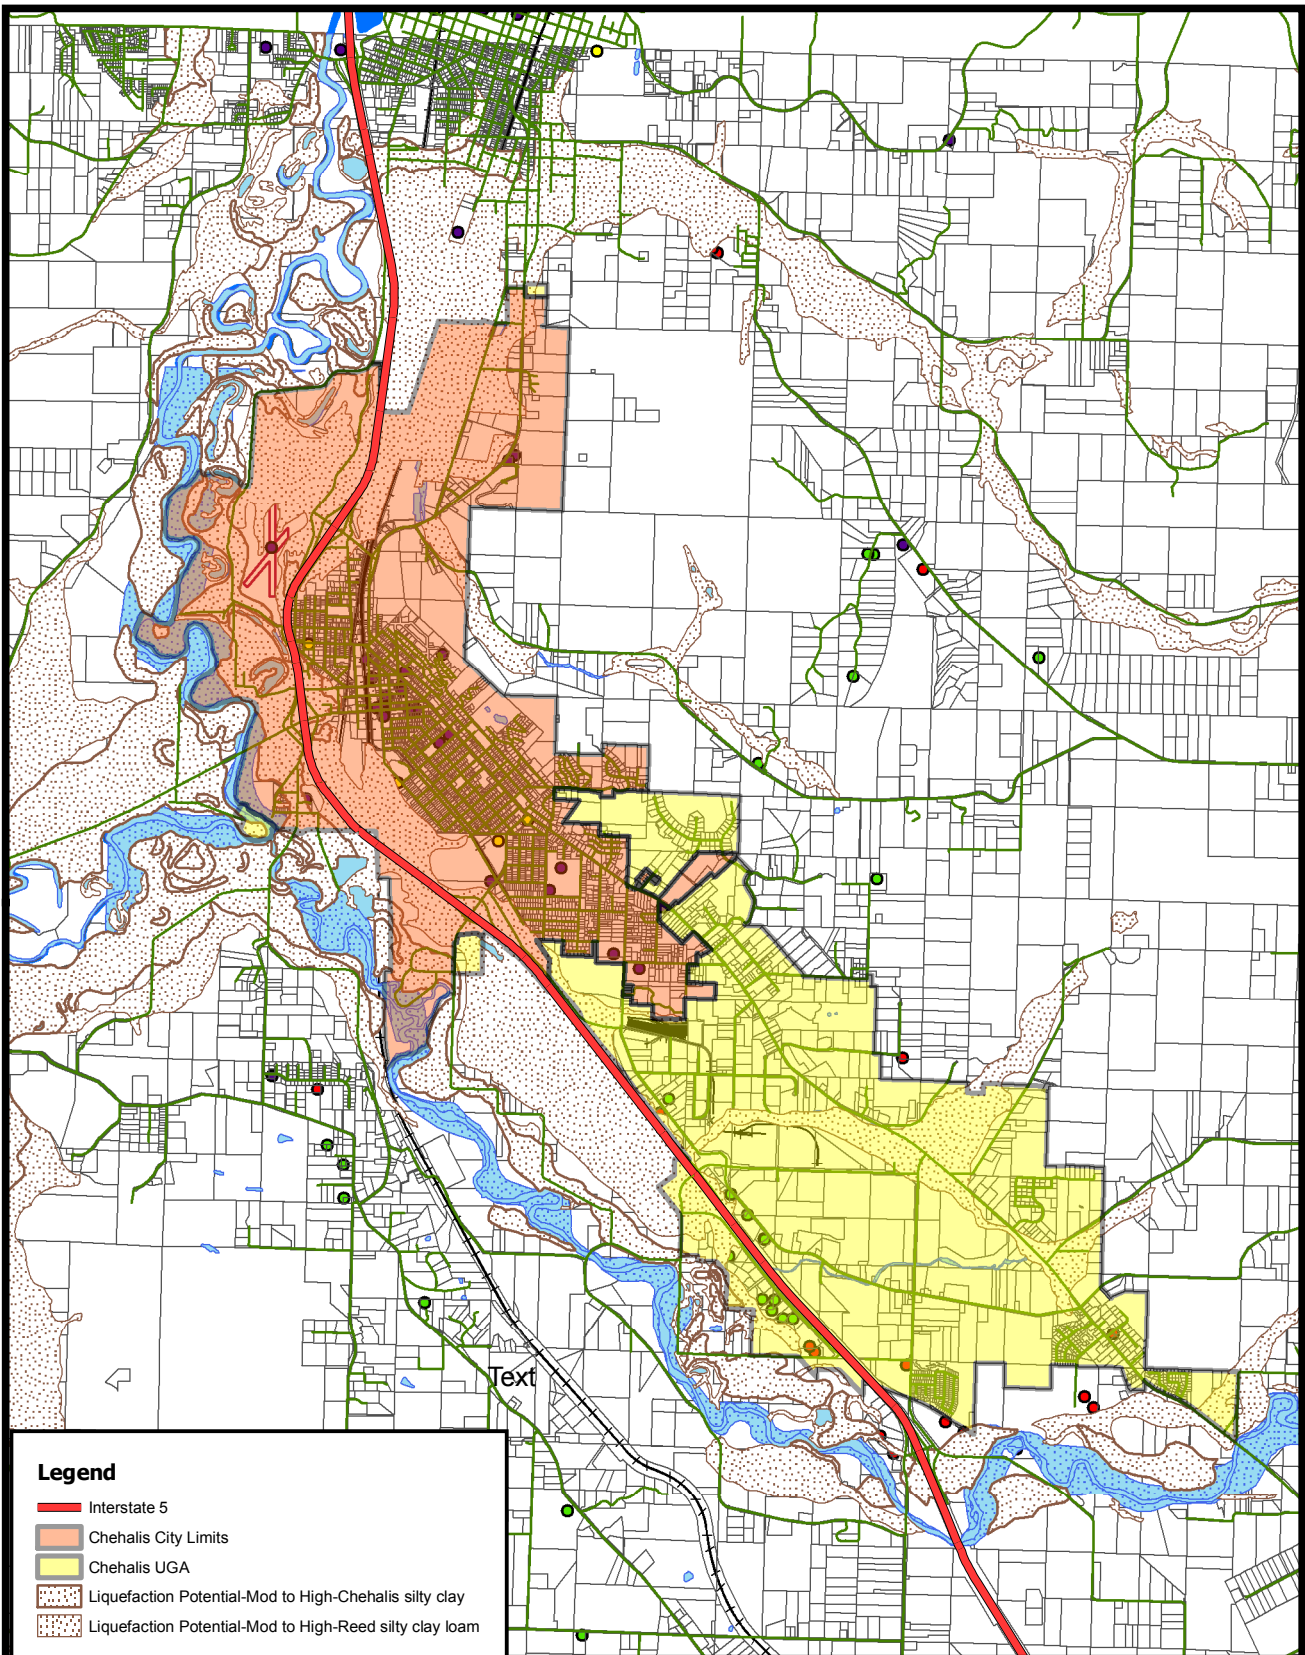 Text
Legend
Interstate 5
Chehalis City Limits
Chehalis UGA
Liquefaction Potential-Mod to High-Chehalis silty clay
Liquefaction Potential-Mod to High-Reed silty clay loam